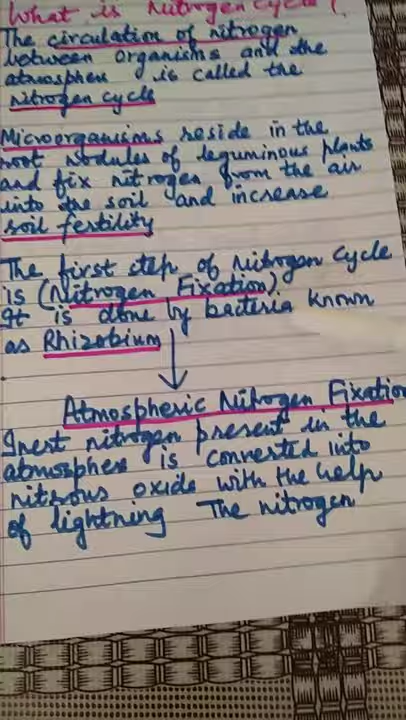 What is Nitrogen Cycle?
The circulation of nitrogen
between organisms and the
atmosphere is called the
nitrogen cycle
Microorganisms reside in the
root nodules of leguminous plants
and fix nitrogen from the air
into the soil and increase
soil fertility
The first step of Nitrogen Cycle
is (Nitrogen Fixation)
It is done by bacteria known
as Rhizobium
Atmospheric Nitrogen Fixation
Inert nitrogen present in the
atmosphere is converted into
nitrous oxide with the help
of lightning The nitrogen